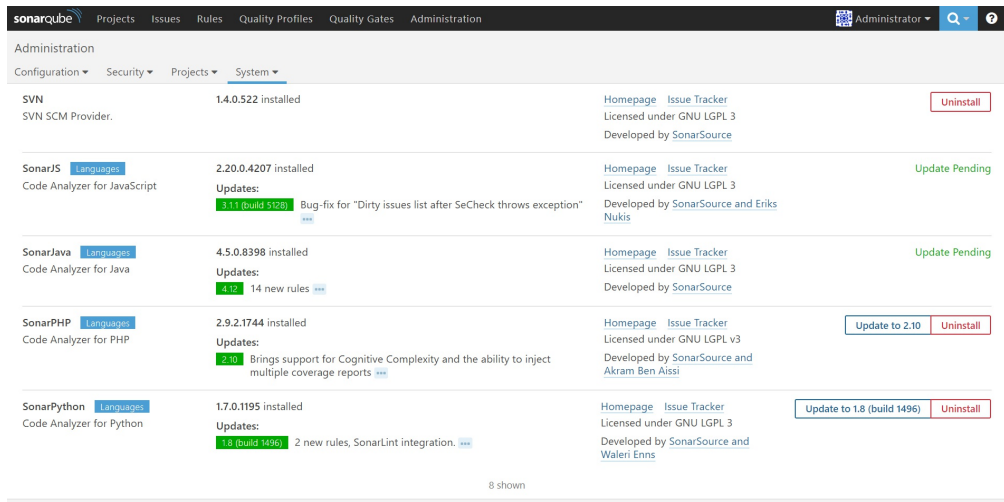 sonarqube Projects Issues Rules Quality Profiles Quality Gates Administration Administrator ?
Administration
Configuration Security Projects System
SVN 1.4.0.522 installed Homepage Issue Tracker Uninstall
SVN SCM Provider. Licensed under GNU LGPL 3
Developed by SonarSource
SonarJS Languages 2.20.0.4207 installed Homepage Issue Tracker Update Pending
Code Analyzer for JavaScript Updates: Licensed under GNU LGPL 3
3.1.1 (build 5128) Bug-fix for "Dirty issues list after SeCheck throws exception" Developed by SonarSource and Eriks
... Nukis
SonarJava Languages 4.5.0.8398 installed Homepage Issue Tracker Update Pending
Code Analyzer for Java Updates: Licensed under GNU LGPL 3
4.12 14 new rules ... Developed by SonarSource
SonarPHP Languages 2.9.2.1744 installed Homepage Issue Tracker Update to 2.10 Uninstall
Code Analyzer for PHP Updates: Licensed under GNU LGPL v3
2.10 Brings support for Cognitive Complexity and the ability to inject Developed by SonarSource and
multiple coverage reports ... Akram Ben Aissi
SonarPython Languages 1.7.0.1195 installed Homepage Issue Tracker Update to 1.8 (build 1496) Uninstall
Code Analyzer for Python Updates: Licensed under GNU LGPL 3
1.8 (build 1496) 2 new rules, SonarLint integration. ... Developed by SonarSource and
Waleri Enns
8 shown